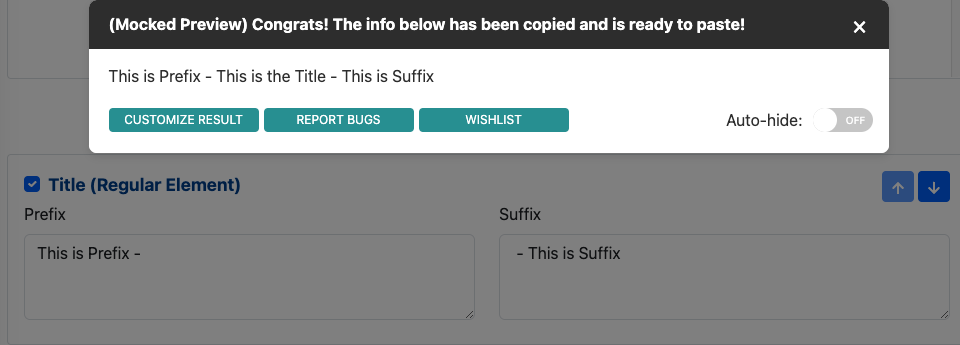 (Mocked Preview) Congrats! The info below has been copied and is ready to paste!
This is Prefix - This is the Title - This is Suffix
CUSTOMIZE RESULT REPORT BUGS WISHLIST Auto-hide: OFF
Title (Regular Element)
Prefix Suffix
This is Prefix - - This is Suffix